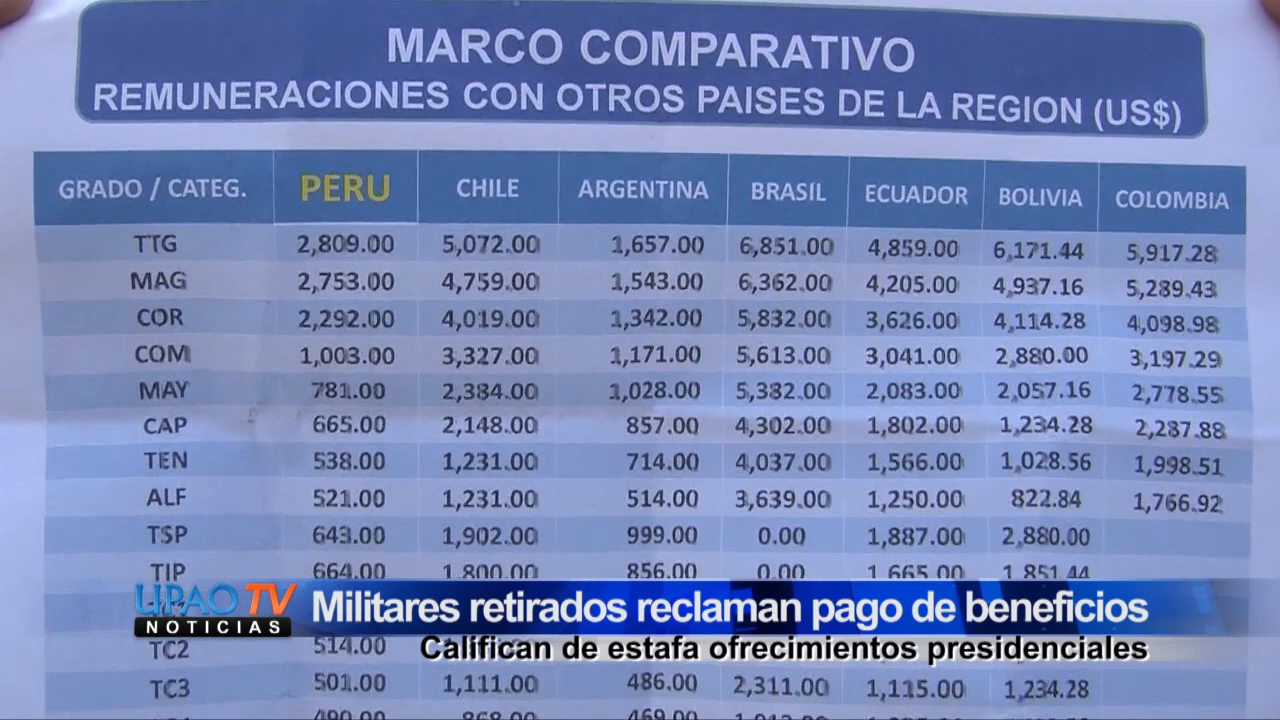 MARCO COMPARATIVO
REMUNERACIONES CON OTROS PAISES DE LA REGION (US$)
GRADO / CATEG. PERU CHILE ARGENTINA BRASIL ECUADOR BOLIVIA COLOMBIA
TTG 2,809.00 5,072.00 1,657.00 6,851.00 4,859.00 6,171.44 5,917.28
MAG 2,753.00 4,759.00 1,543.00 6,362.00 4,205.00 4,937.16 5,289.43
COR 2,292.00 4,019.00 1,342.00 5,832.00 3,626.00 4,114.28 4,098.98
COM 1,003.00 3,327.00 1,171.00 5,613.00 3,041.00 2,880.00 3,197.29
MAY 781.00 2,384.00 1,028.00 5,382.00 2,083.00 2,057.16 2,778.55
CAP 665.00 2,148.00 857.00 4,302.00 1,802.00 1,234.28 2,287.88
TEN 538.00 1,231.00 714.00 4,037.00 1,566.00 1,028.56 1,998.51
ALF 521.00 1,231.00 514.00 3,639.00 1,250.00 822.84 1,766.92
TSP 643.00 1,902.00 999.00 0.00 1,887.00 2,880.00
TIP 664.00 1,800.00 856.00 0.00 1,665.00 1,851.44
UPAO TV Militares retirados reclaman pago de beneficios
NOTICIAS
TC2 514.00
Califican de estafa ofrecimientos presidenciales
TC3 501.00 1,111.00 486.00 2,311.00 1,115.00 1,234.28
490.00 868.00 469.00